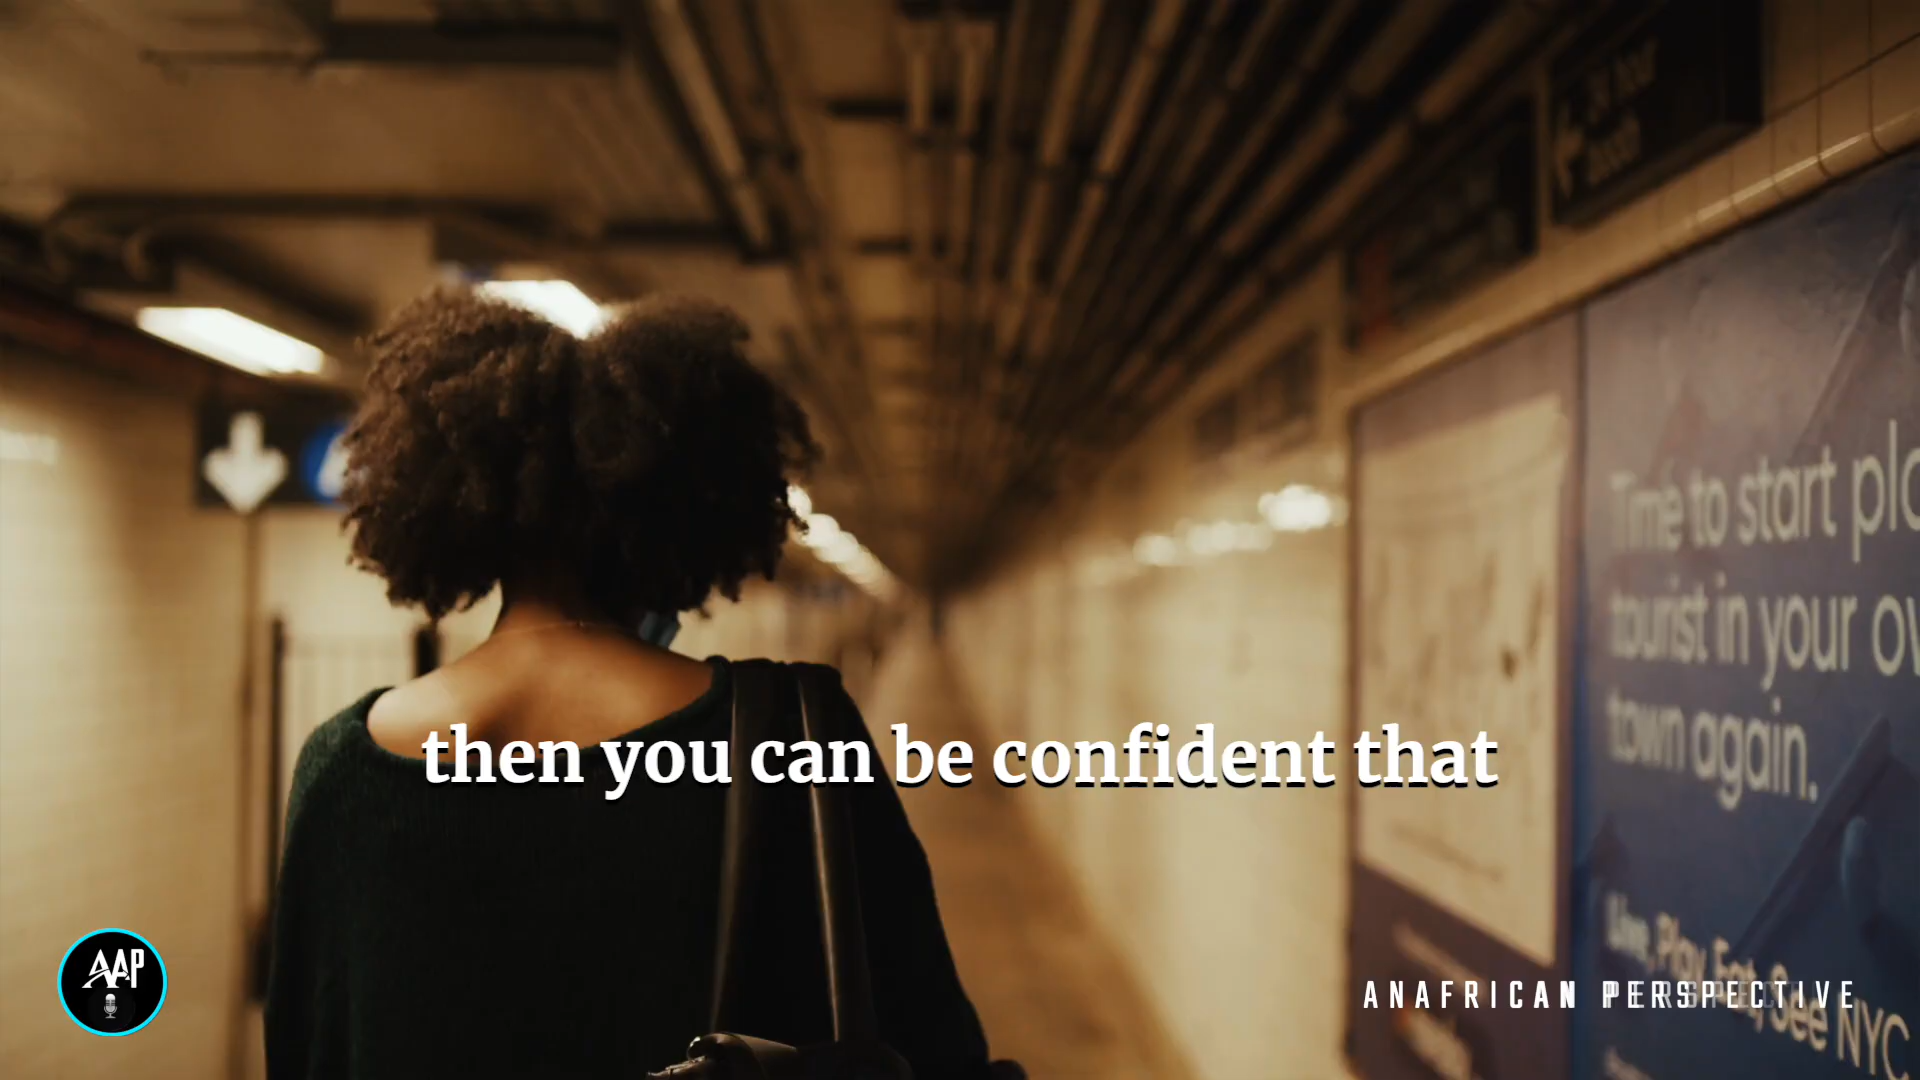 Time to start
tourist in your
town again.
then you can be confident that
Live, Play, Eat, See NYC
AAP
ANAFRICAN PERSPECTIVE